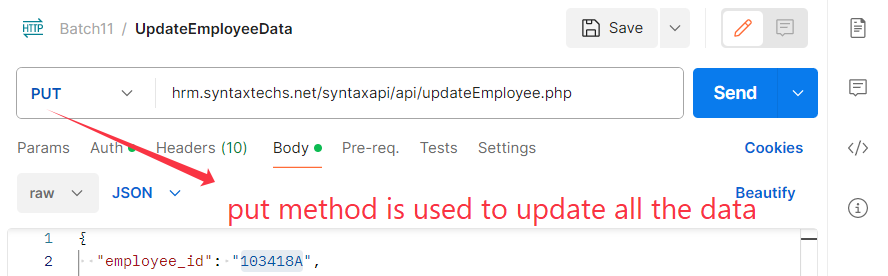 HTTP Batch11 / UpdateEmployeeData Save
PUT hrm.syntaxtechs.net/syntaxapi/api/updateEmployee.php Send
Params Auth Headers (10) Body Pre-req. Tests Settings Cookies
raw JSON Beautify
put method is used to update all the data
1 {
2 "employee_id": "103418A",